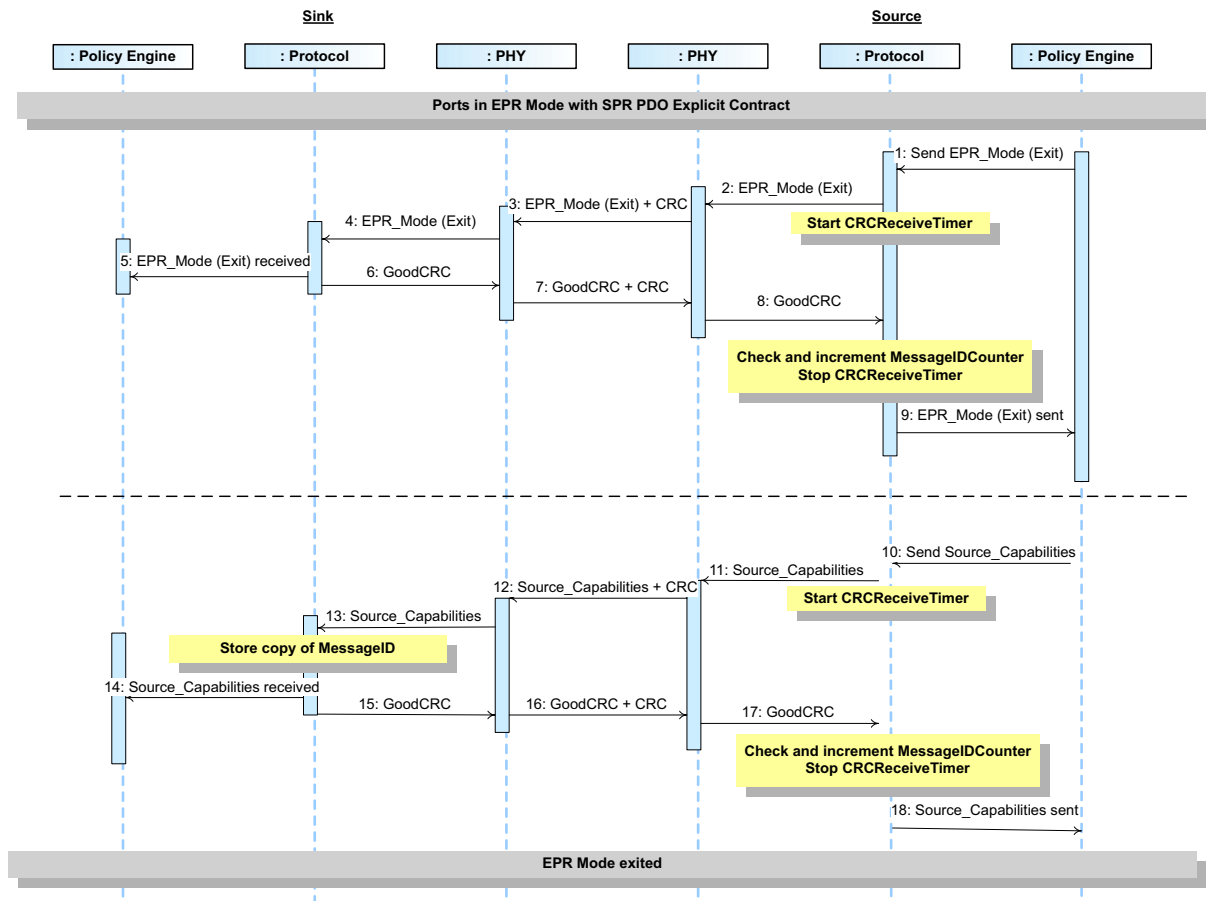 Sink
Source
: Policy Engine
: Protocol
: PHY
: PHY
: Protocol
: Policy Engine
Ports in EPR Mode with SPR PDO Explicit Contract
1: Send EPR_Mode (Exit)
2: EPR_Mode (Exit)
3: EPR_Mode (Exit) + CRC
Start CRCReceiveTimer
4: EPR_Mode (Exit)
5: EPR_Mode (Exit) received
6: GoodCRC
7: GoodCRC + CRC
8: GoodCRC
Check and increment MessageIDCounter
Stop CRCReceiveTimer
9: EPR_Mode (Exit) sent
10: Send Source_Capabilities
11: Source_Capabilities
12: Source_Capabilities + CRC
Start CRCReceiveTimer
13: Source_Capabilities
Store copy of MessageID
14: Source_Capabilities received
15: GoodCRC
16: GoodCRC + CRC
17: GoodCRC
Check and increment MessageIDCounter
Stop CRCReceiveTimer
18: Source_Capabilities sent
EPR Mode exited